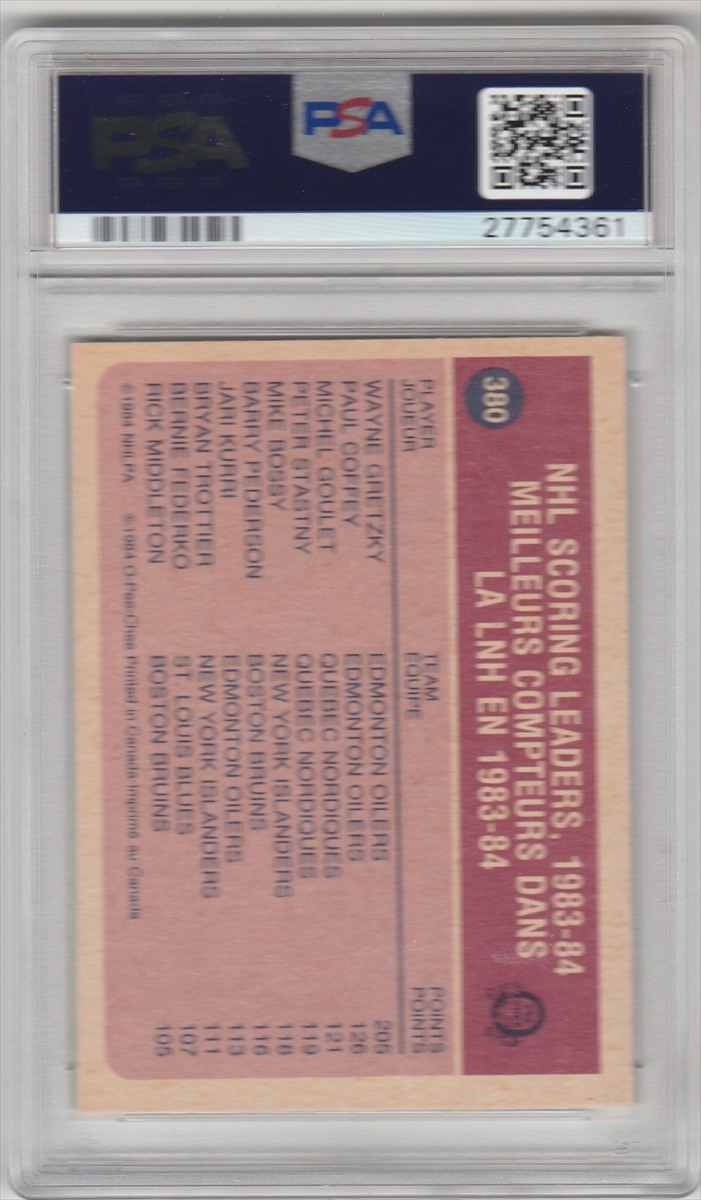 PSA
PSA
27754361
380
NHL SCORING LEADERS, 1983-84
MEILLEURS COMPTEURS DANS
LA LNH EN 1983-84
PLAYER TEAM POINTS
JOUEUR ÉQUIPE POINTS
WAYNE GRETZKY EDMONTON OILERS 205
PAUL COFFEY EDMONTON OILERS 126
MICHEL GOULET QUEBEC NORDIQUES 121
PETER STASTNY QUEBEC NORDIQUES 119
MIKE BOSSY NEW YORK ISLANDERS 118
BARRY PEDERSON BOSTON BRUINS 116
JARI KURRI EDMONTON OILERS 113
BRYAN TROTTIER NEW YORK ISLANDERS 111
BERNIE FEDERKO ST. LOUIS BLUES 107
RICK MIDDLETON BOSTON BRUINS 105
© 1984 NHLPA © 1984 O-Pee-Chee Printed in Canada Imprimé au Canada